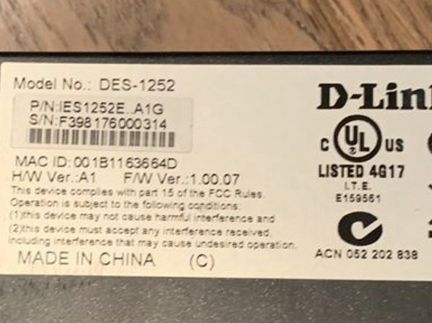 Model No.: DES-1252
P/N:IES1252E..A1G
S/N:F398176000314
MAC ID:001B1163664D
H/W Ver.:A1 F/W Ver.:1.00.07
This device complies with part 15 of the FCC Rules.
Operation is subject to the following conditions:
(1)this device may not cause harmful interference and
(2)this device must accept any interference received,
including interference that may cause undesired operation.
MADE IN CHINA (C)
D-Lin
C UL US
LISTED 4G17
I.T.E.
E159561
ACN 052 202 838